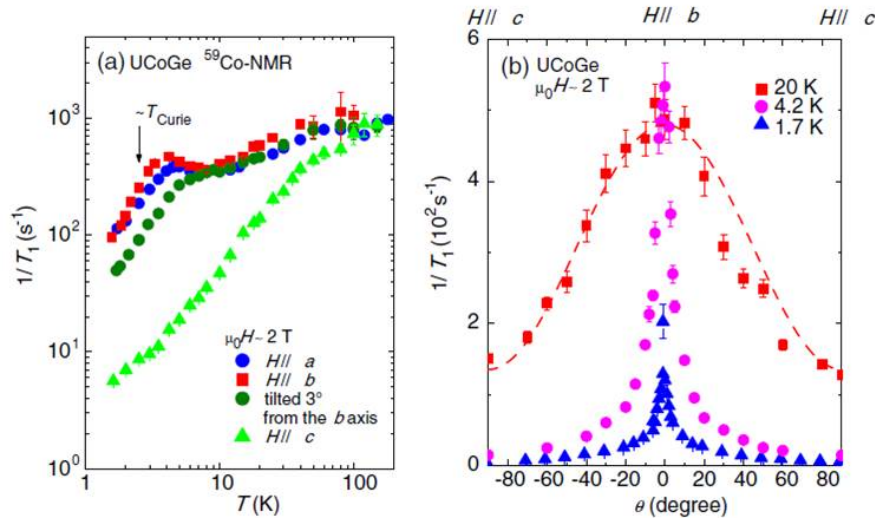 H// c H// b H// c
(a) UCoGe ⁵⁹Co-NMR
~T_Curie
10³
10²
10¹
10⁰
1/T₁ (s⁻¹)
μ₀H~ 2 T
H// a
H// b
tilted 3°
from the b axis
H// c
1 10 100
T (K)
(b) UCoGe
μ₀H~ 2 T
20 K
4.2 K
1.7 K
6
4
2
0
1/T₁ (10²s⁻¹)
-80 -60 -40 -20 0 20 40 60 80
θ (degree)